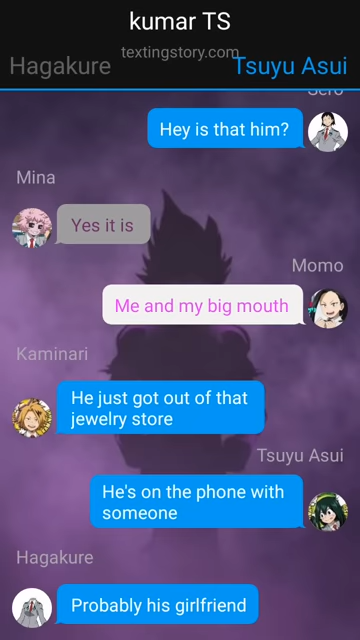 kumar TS
textingstory.com
Hagakure
Tsuyu Asui
Sero
Hey is that him?
Mina
Yes it is
Momo
Me and my big mouth
Kaminari
He just got out of that
jewelry store
Tsuyu Asui
He's on the phone with
someone
Hagakure
Probably his girlfriend